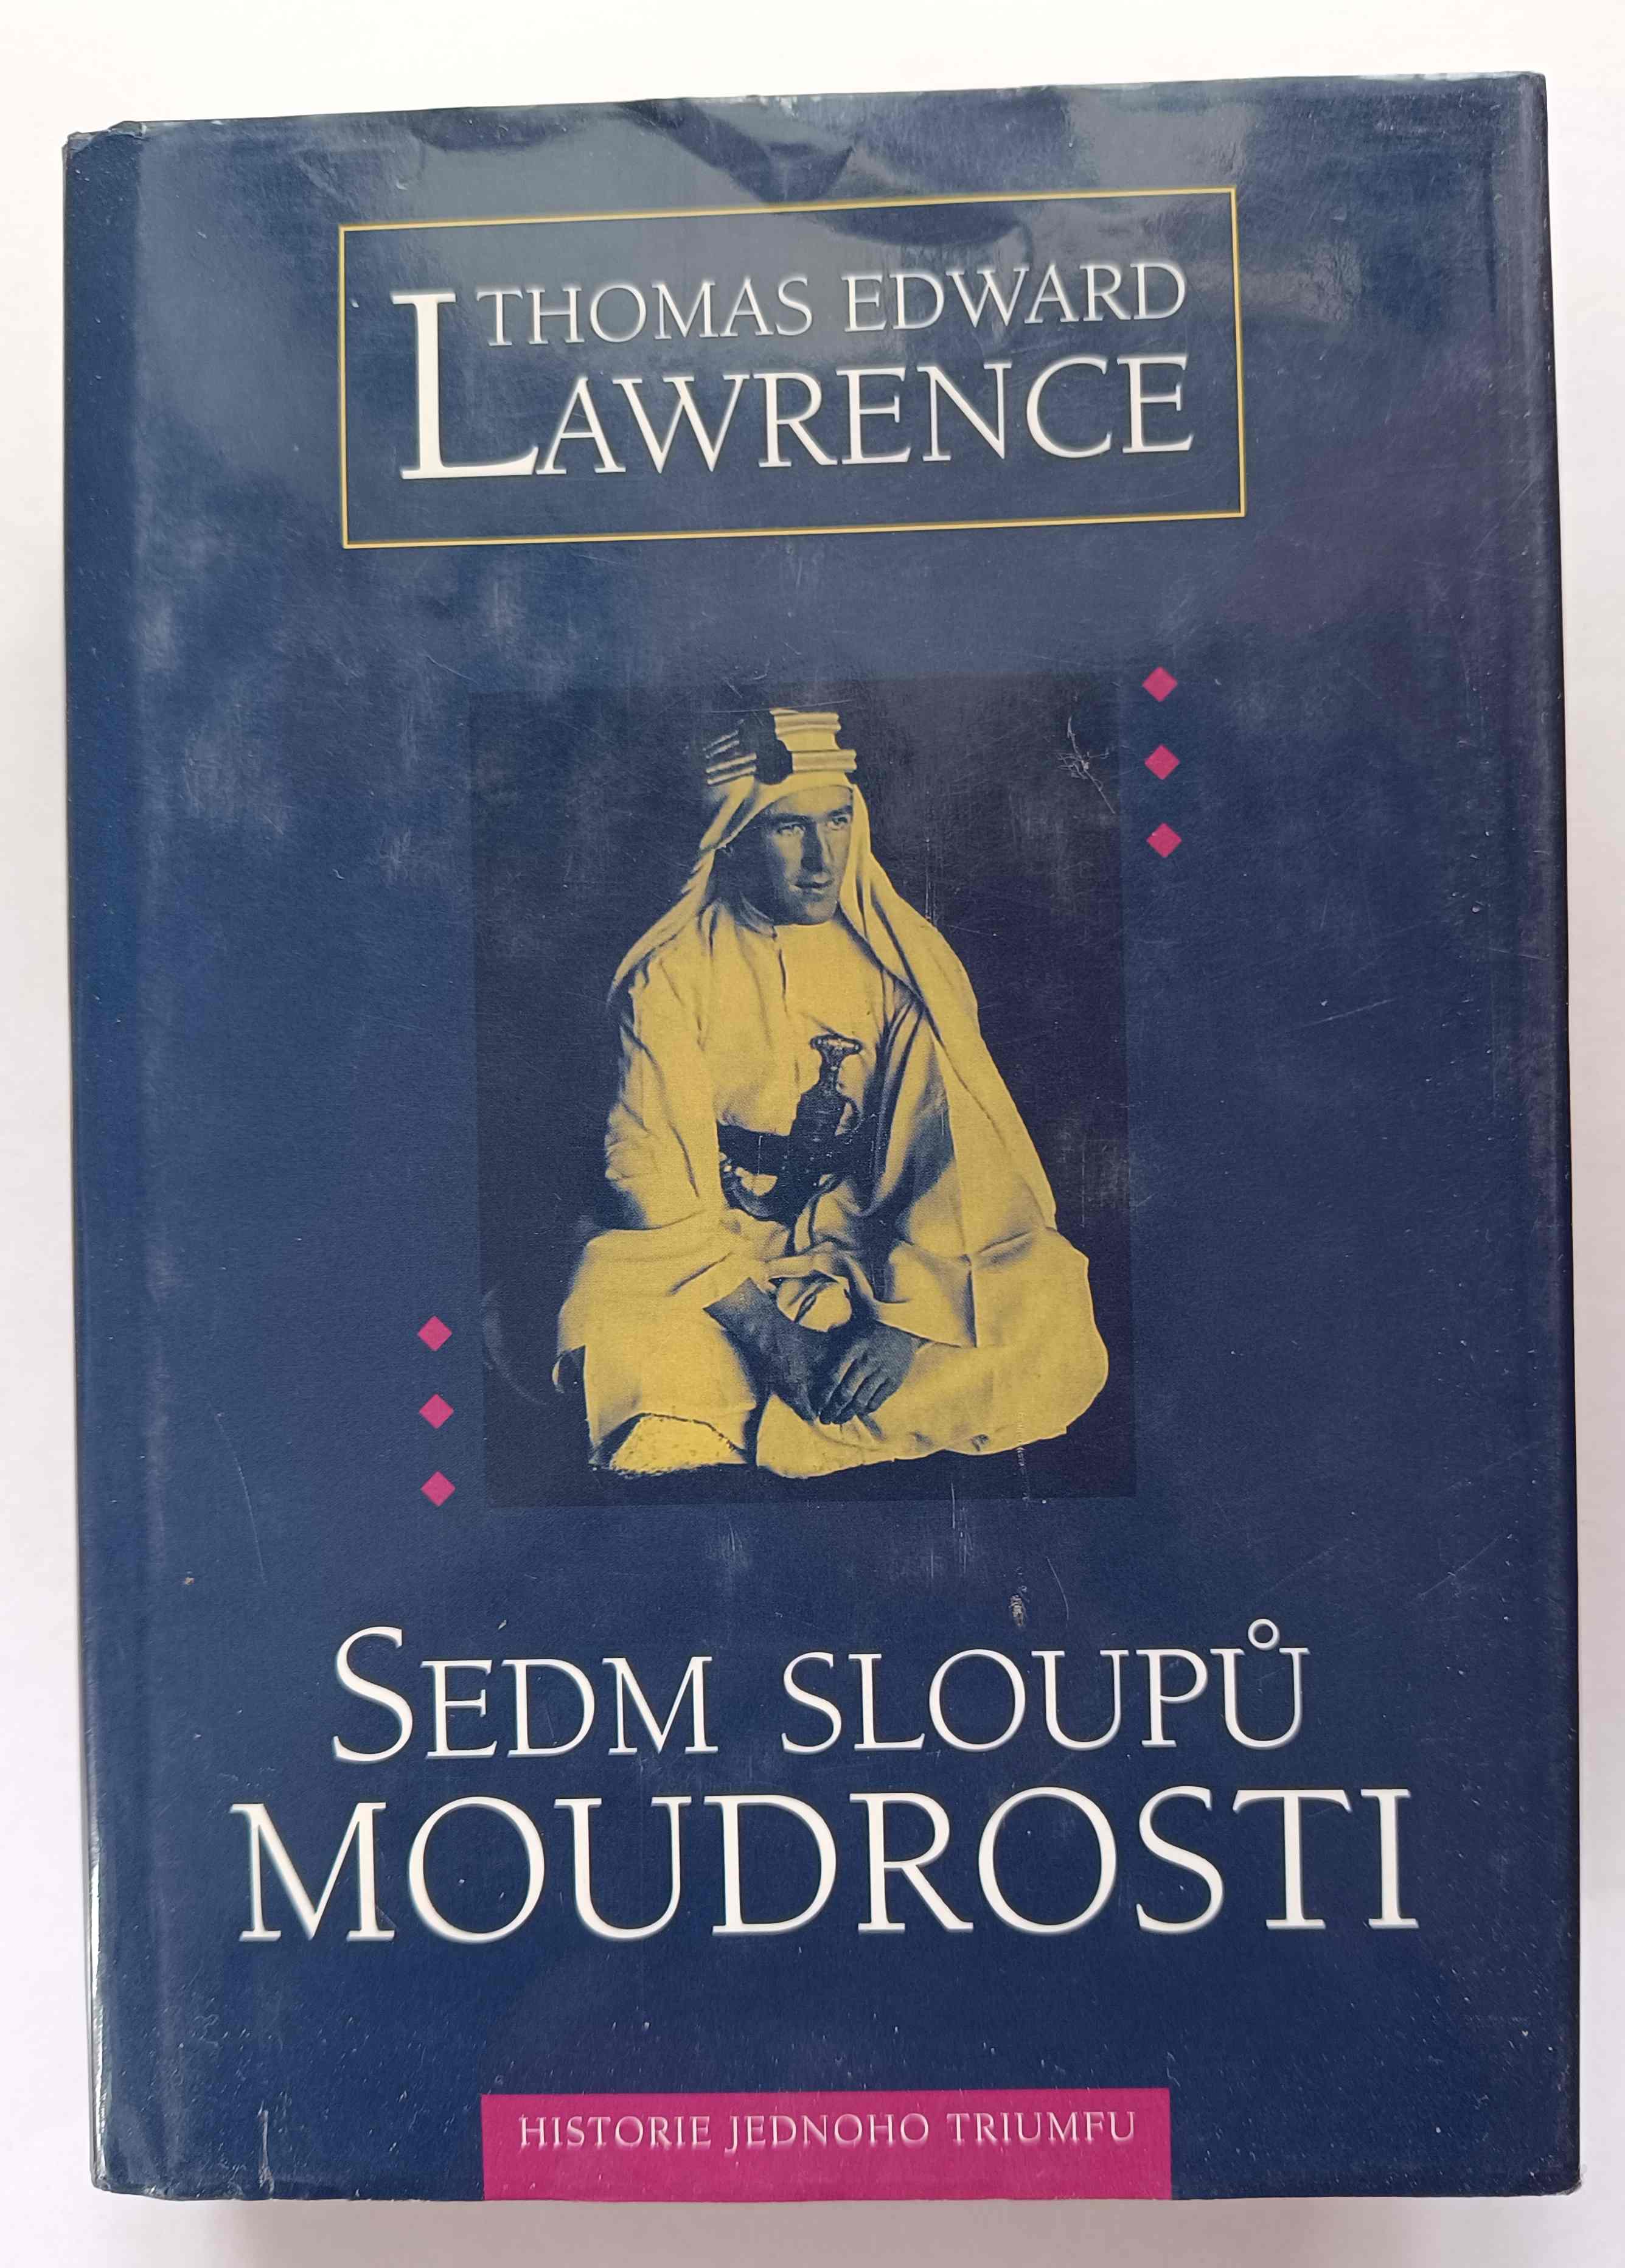 THOMAS EDWARD
LAWRENCE
SEDM SLOUPŮ
MOUDROSTI
HISTORIE JEDNOHO TRIUMFU